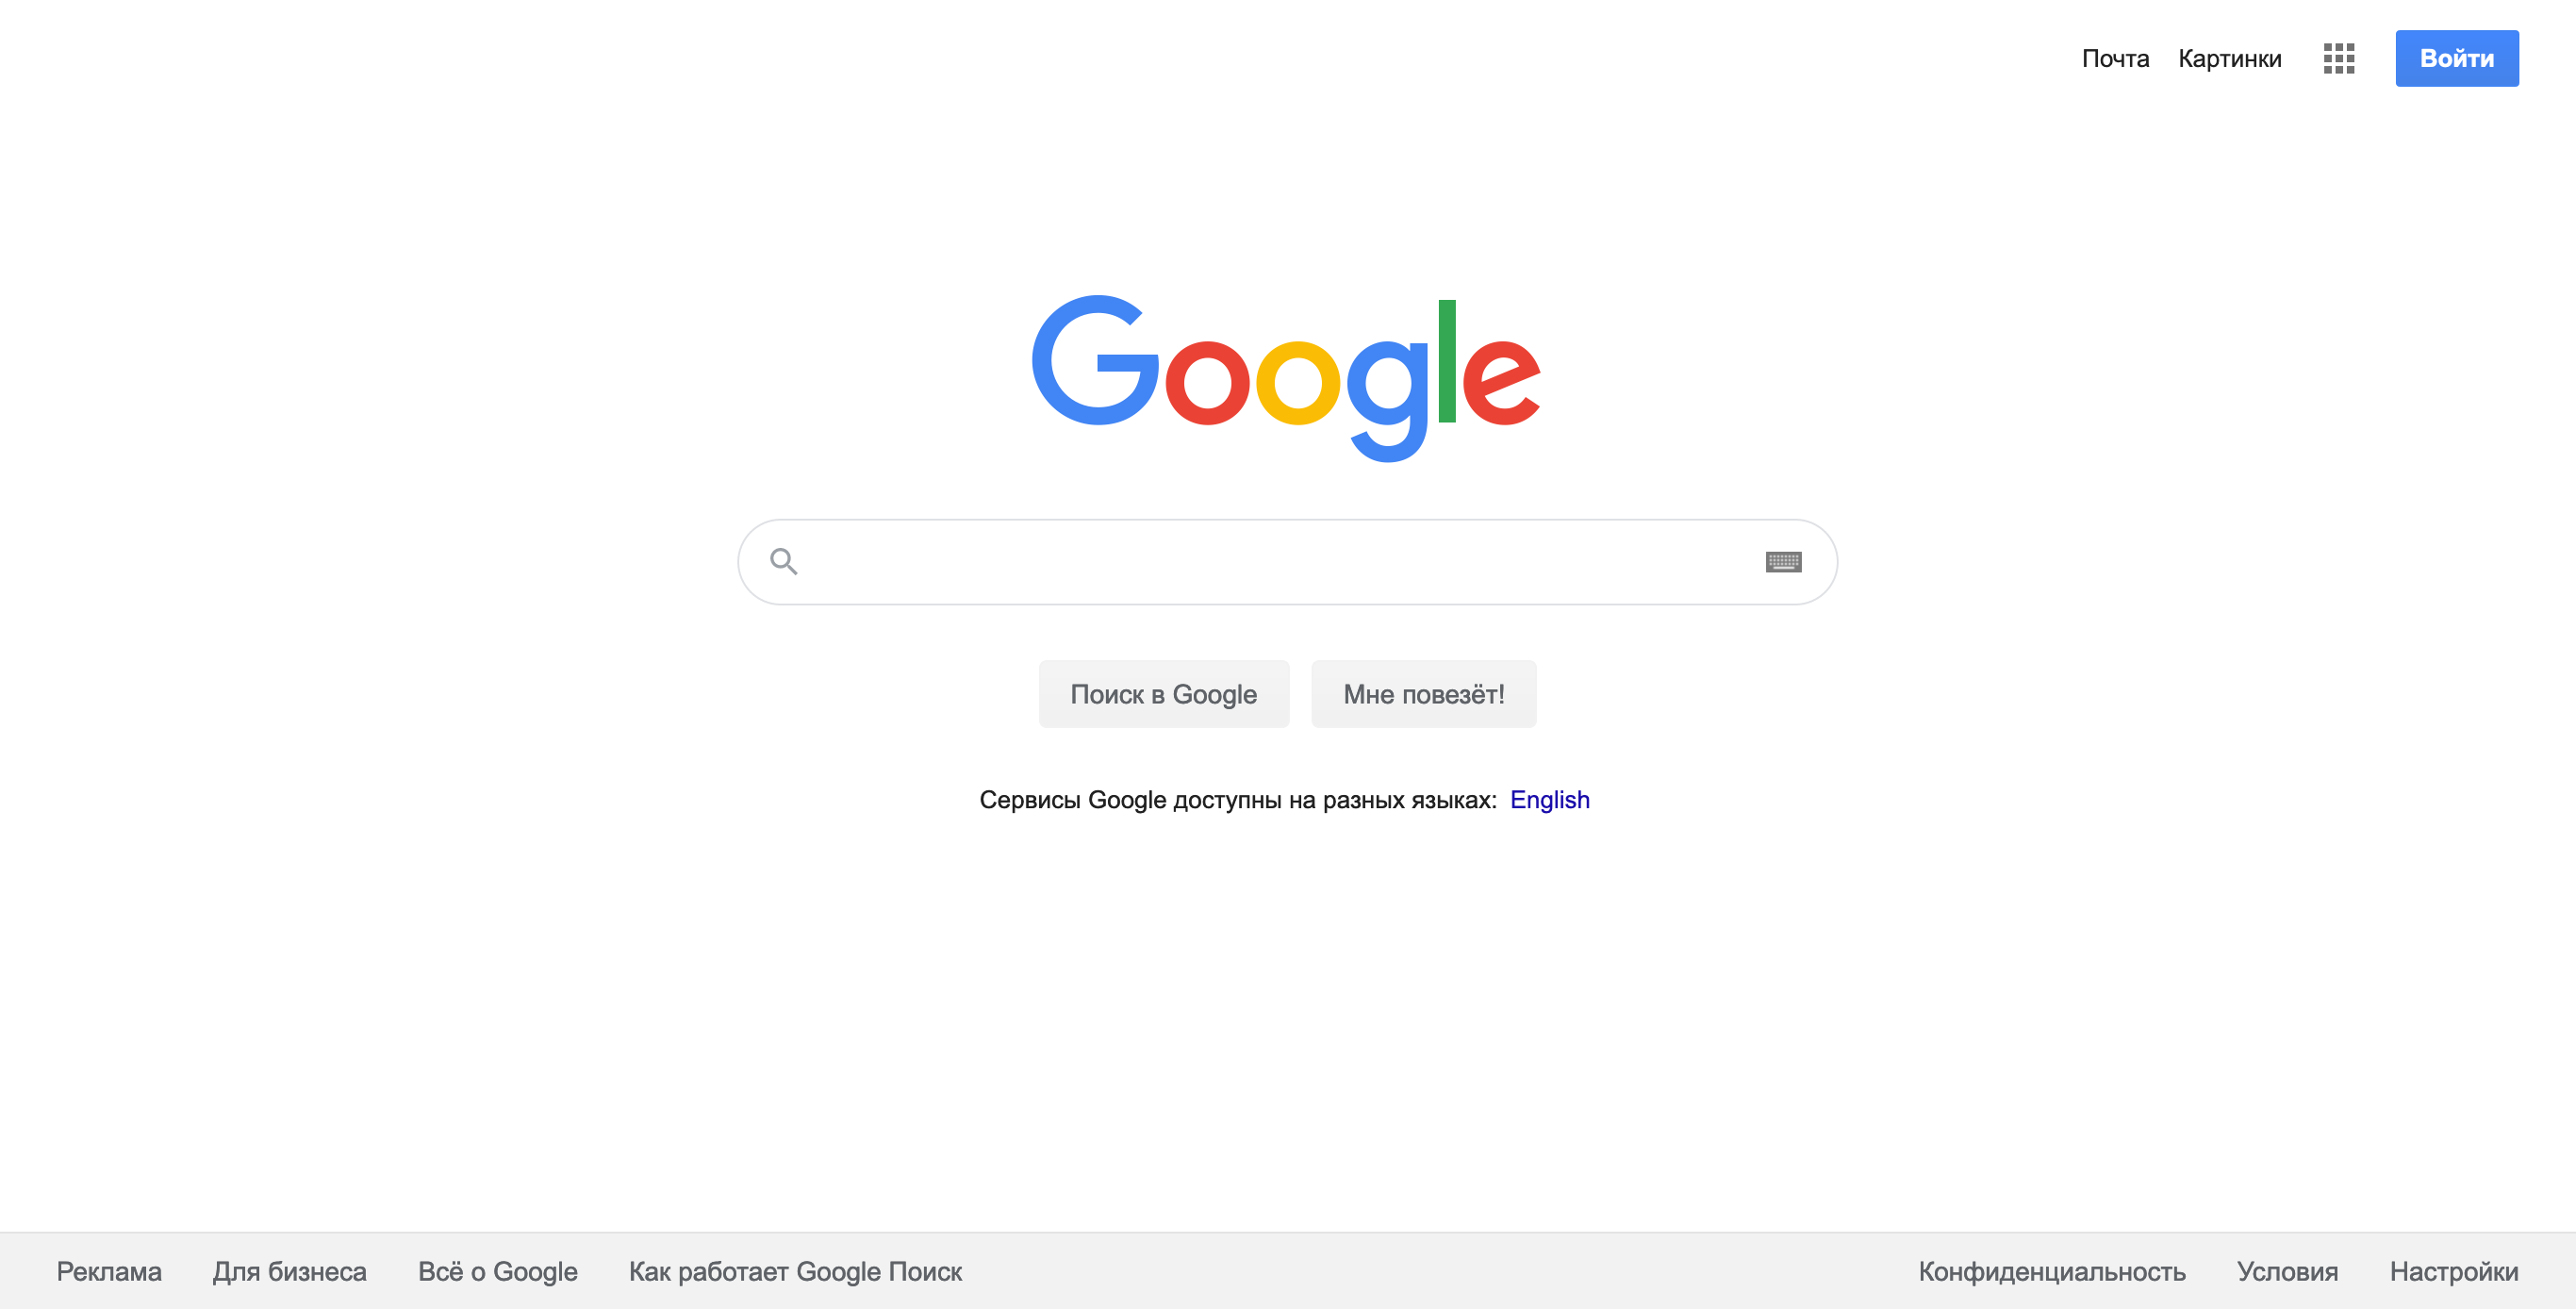 Почта Картинки Войти
Google
Поиск в Google Мне повезёт!
Сервисы Google доступны на разных языках: English
Реклама Для бизнеса Всё о Google Как работает Google Поиск Конфиденциальность Условия Настройки